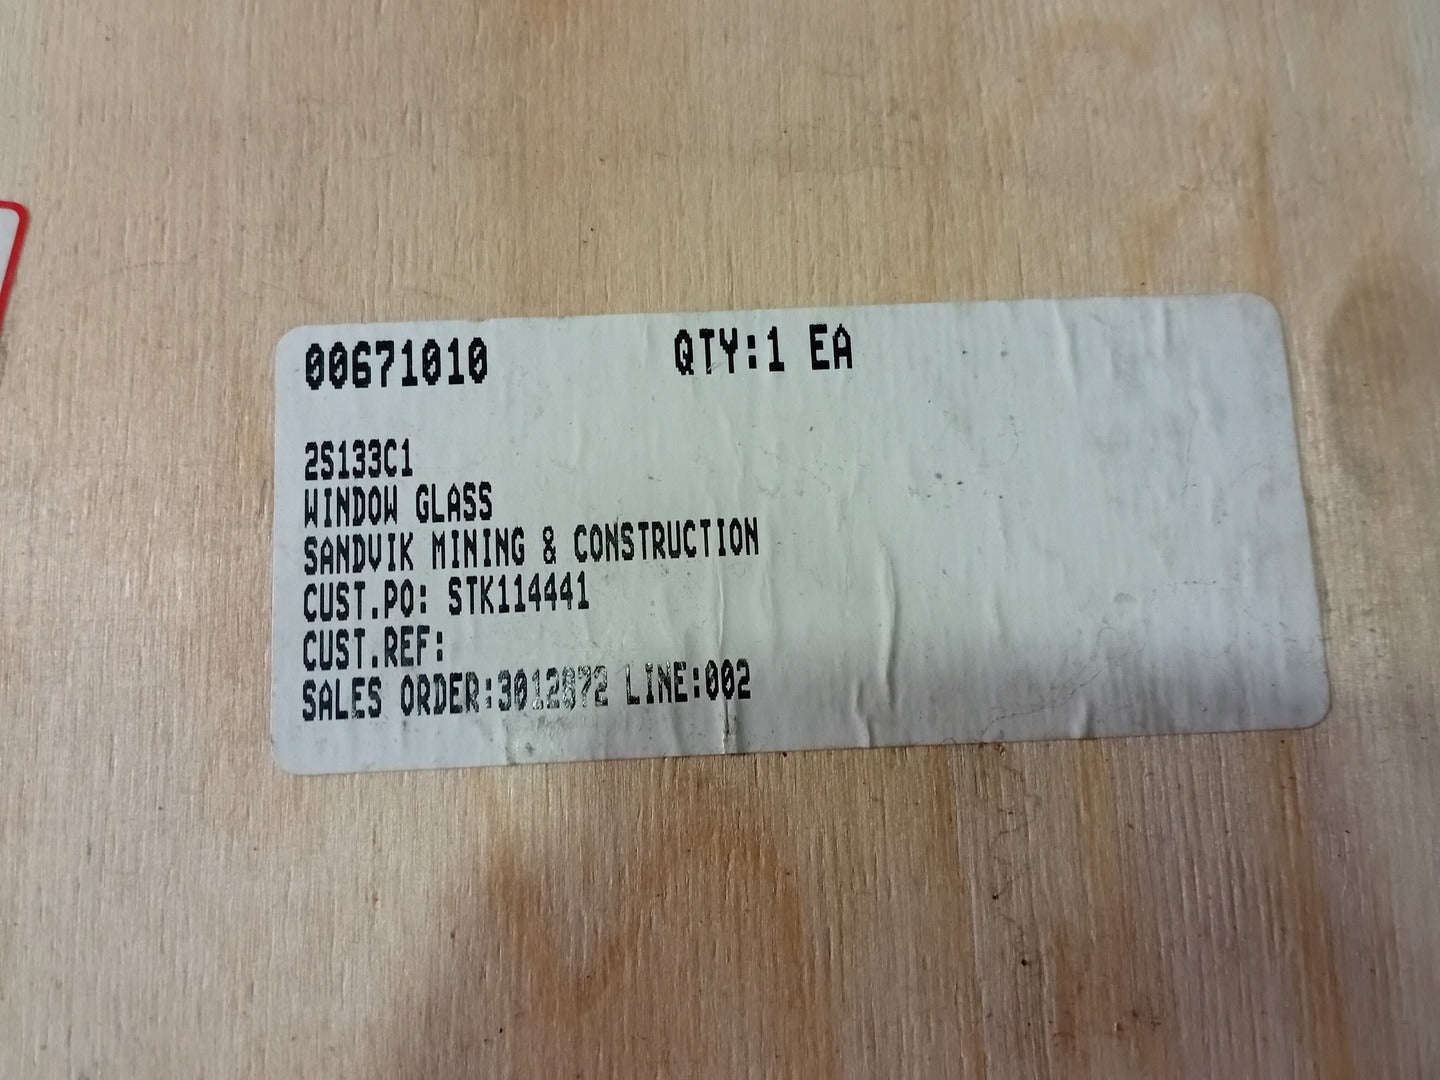 00671010 QTY:1 EA
2S133C1
WINDOW GLASS
SANDVIK MINING & CONSTRUCTION
CUST.PO: STK114441
CUST.REF:
SALES ORDER:3012872 LINE:002